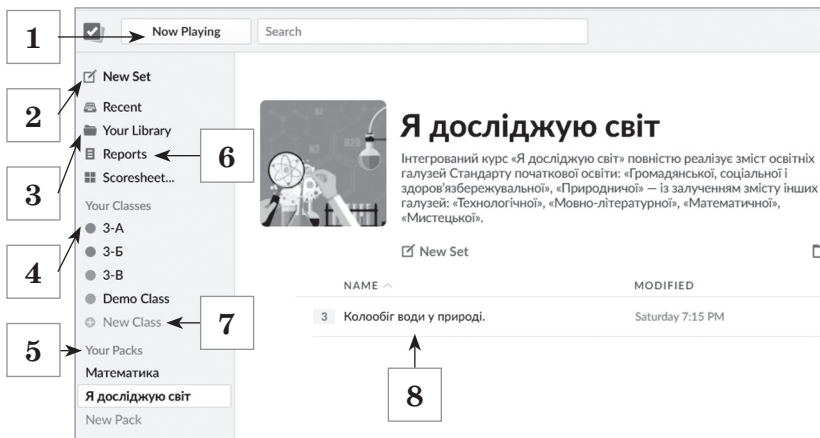 1
Now Playing
Search
2
New Set
Recent
3
Your Library
6
Reports
Scoresheet...
Your Classes
4
3-А
3-Б
3-В
Demo Class
7
New Class
5
Your Packs
Математика
Я досліджую світ
New Pack
Я досліджую світ
Інтегрований курс «Я досліджую світ» повністю реалізує зміст освітніх
галузей Стандарту початкової освіти: «Громадянської, соціальної і
здоров’язбережувальної», «Природничої» — із залученням змісту інших
галузей: «Технологічної», «Мовно-літературної», «Математичної»,
«Мистецької».
New Set
NAME
MODIFIED
3 Колообіг води у природі.
Saturday 7:15 PM
8